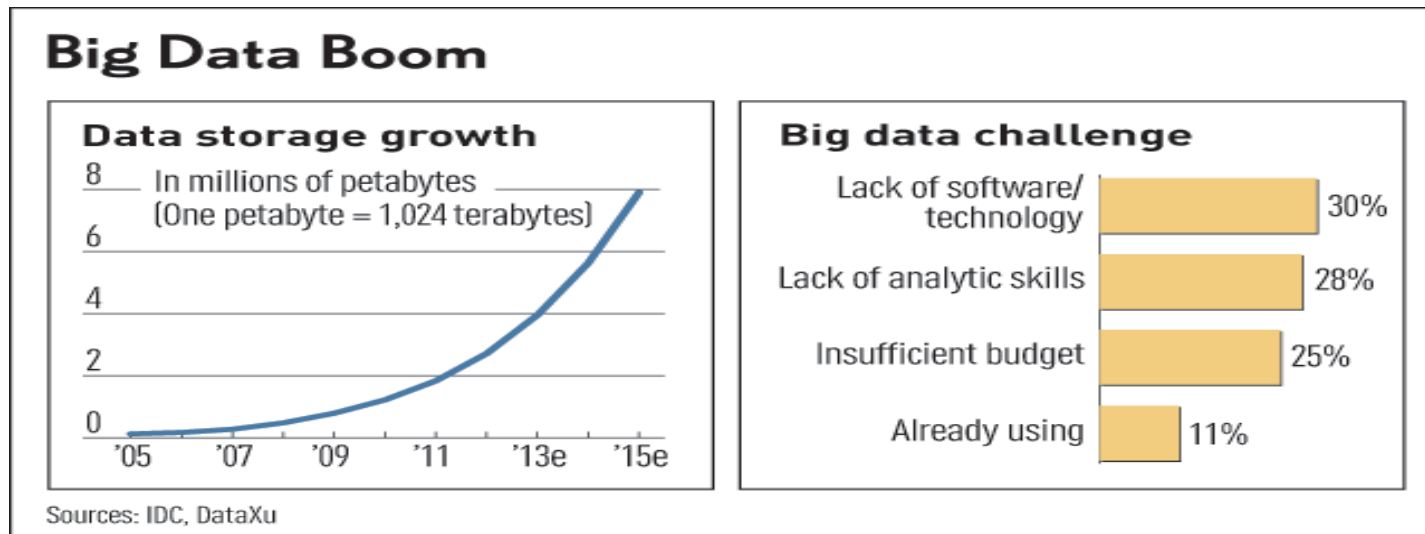 Big Data Boom
Data storage growth
8
In millions of petabytes
(One petabyte = 1,024 terabytes)
6
4
2
0
’05 ’07 ’09 ’11 ’13e ’15e
Big data challenge
Lack of software/
technology
30%
Lack of analytic skills 28%
Insufficient budget 25%
Already using 11%
Sources: IDC, DataXu